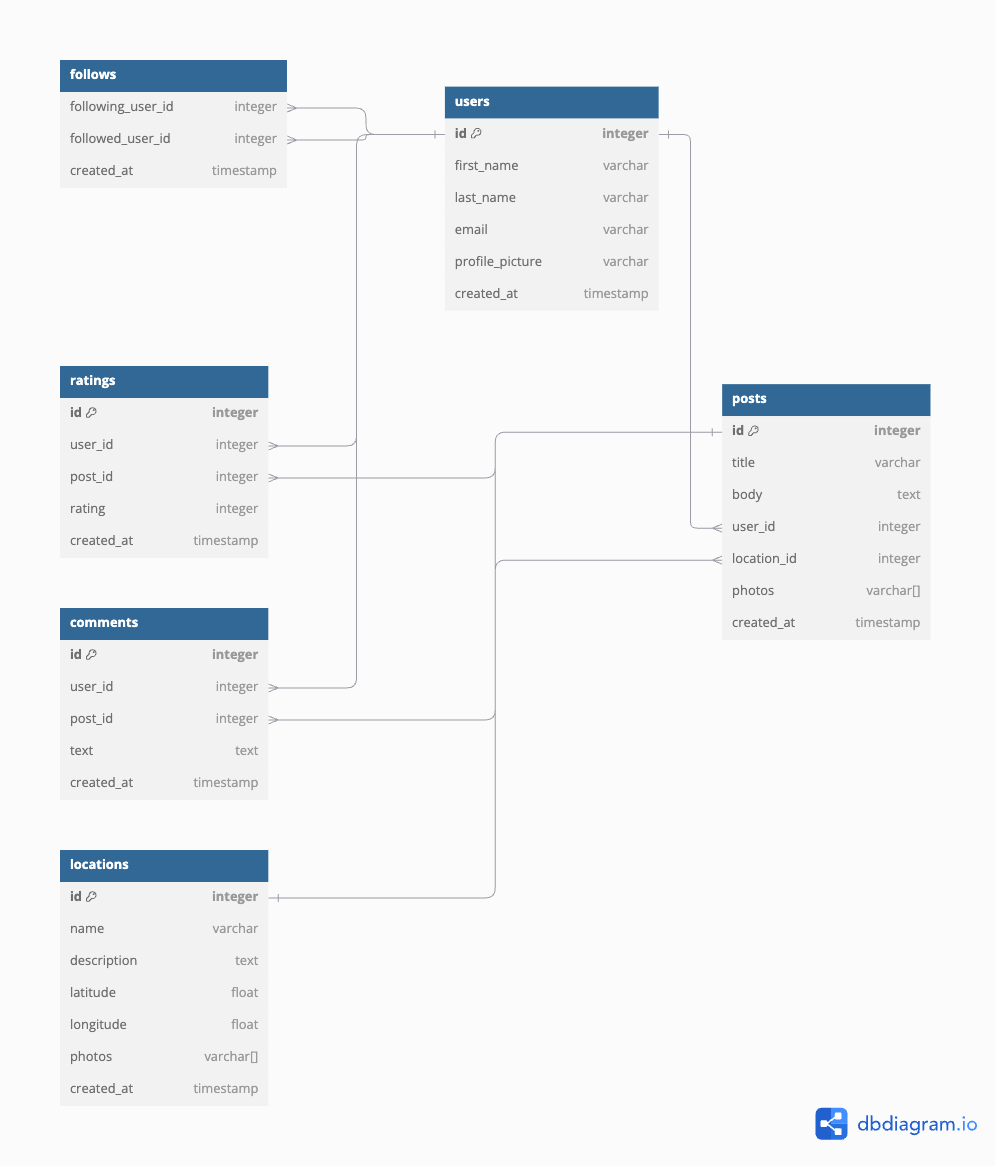 follows
following_user_id integer
followed_user_id integer
created_at timestamp
users
id integer
first_name varchar
last_name varchar
email varchar
profile_picture varchar
created_at timestamp
ratings
id integer
user_id integer
post_id integer
rating integer
created_at timestamp
posts
id integer
title varchar
body text
user_id integer
location_id integer
photos varchar[]
created_at timestamp
comments
id integer
user_id integer
post_id integer
text text
created_at timestamp
locations
id integer
name varchar
description text
latitude float
longitude float
photos varchar[]
created_at timestamp
dbdiagram.io